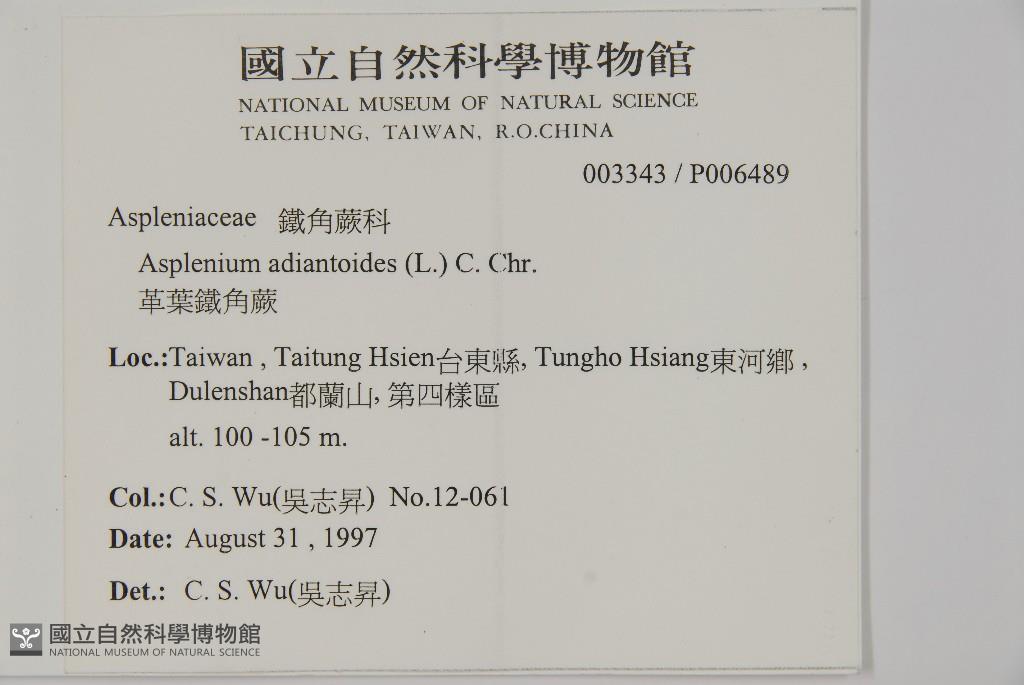 國立自然科學博物館
NATIONAL MUSEUM OF NATURAL SCIENCE
TAICHUNG, TAIWAN, R.O.CHINA
003343 / P006489
Aspleniaceae 鐵角蕨科
Asplenium adiantoides (L.) C. Chr.
革葉鐵角蕨
Loc.:Taiwan , Taitung Hsien台東縣, Tungho Hsiang東河鄉 ,
Dulenshan都蘭山, 第四樣區
alt. 100 -105 m.
Col.:C. S. Wu(吳志昇) No.12-061
Date: August 31 , 1997
Det.: C. S. Wu(吳志昇)
國立自然科學博物館
NATIONAL MUSEUM OF NATURAL SCIENCE